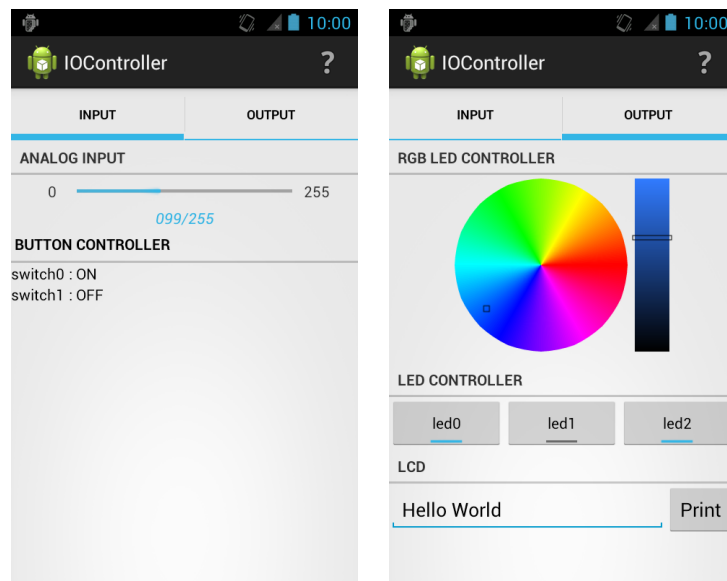 10:00
IOController ?
INPUT OUTPUT
ANALOG INPUT
0 255
099/255
BUTTON CONTROLLER
switch0 : ON
switch1 : OFF
10:00
IOController ?
INPUT OUTPUT
RGB LED CONTROLLER
LED CONTROLLER
led0 led1 led2
LCD
Hello World Print